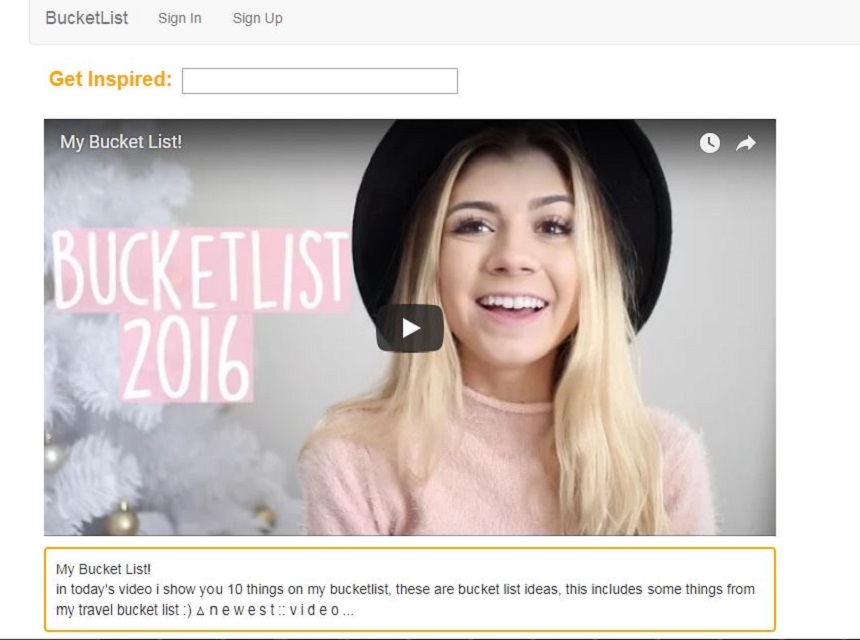 BucketList Sign In Sign Up
Get Inspired:
My Bucket List!
BUCKETLIST
2016
My Bucket List!
in today's video i show you 10 things on my bucketlist, these are bucket list ideas, this includes some things from
my travel bucket list :) ▵ n e w e s t :: v i d e o ...